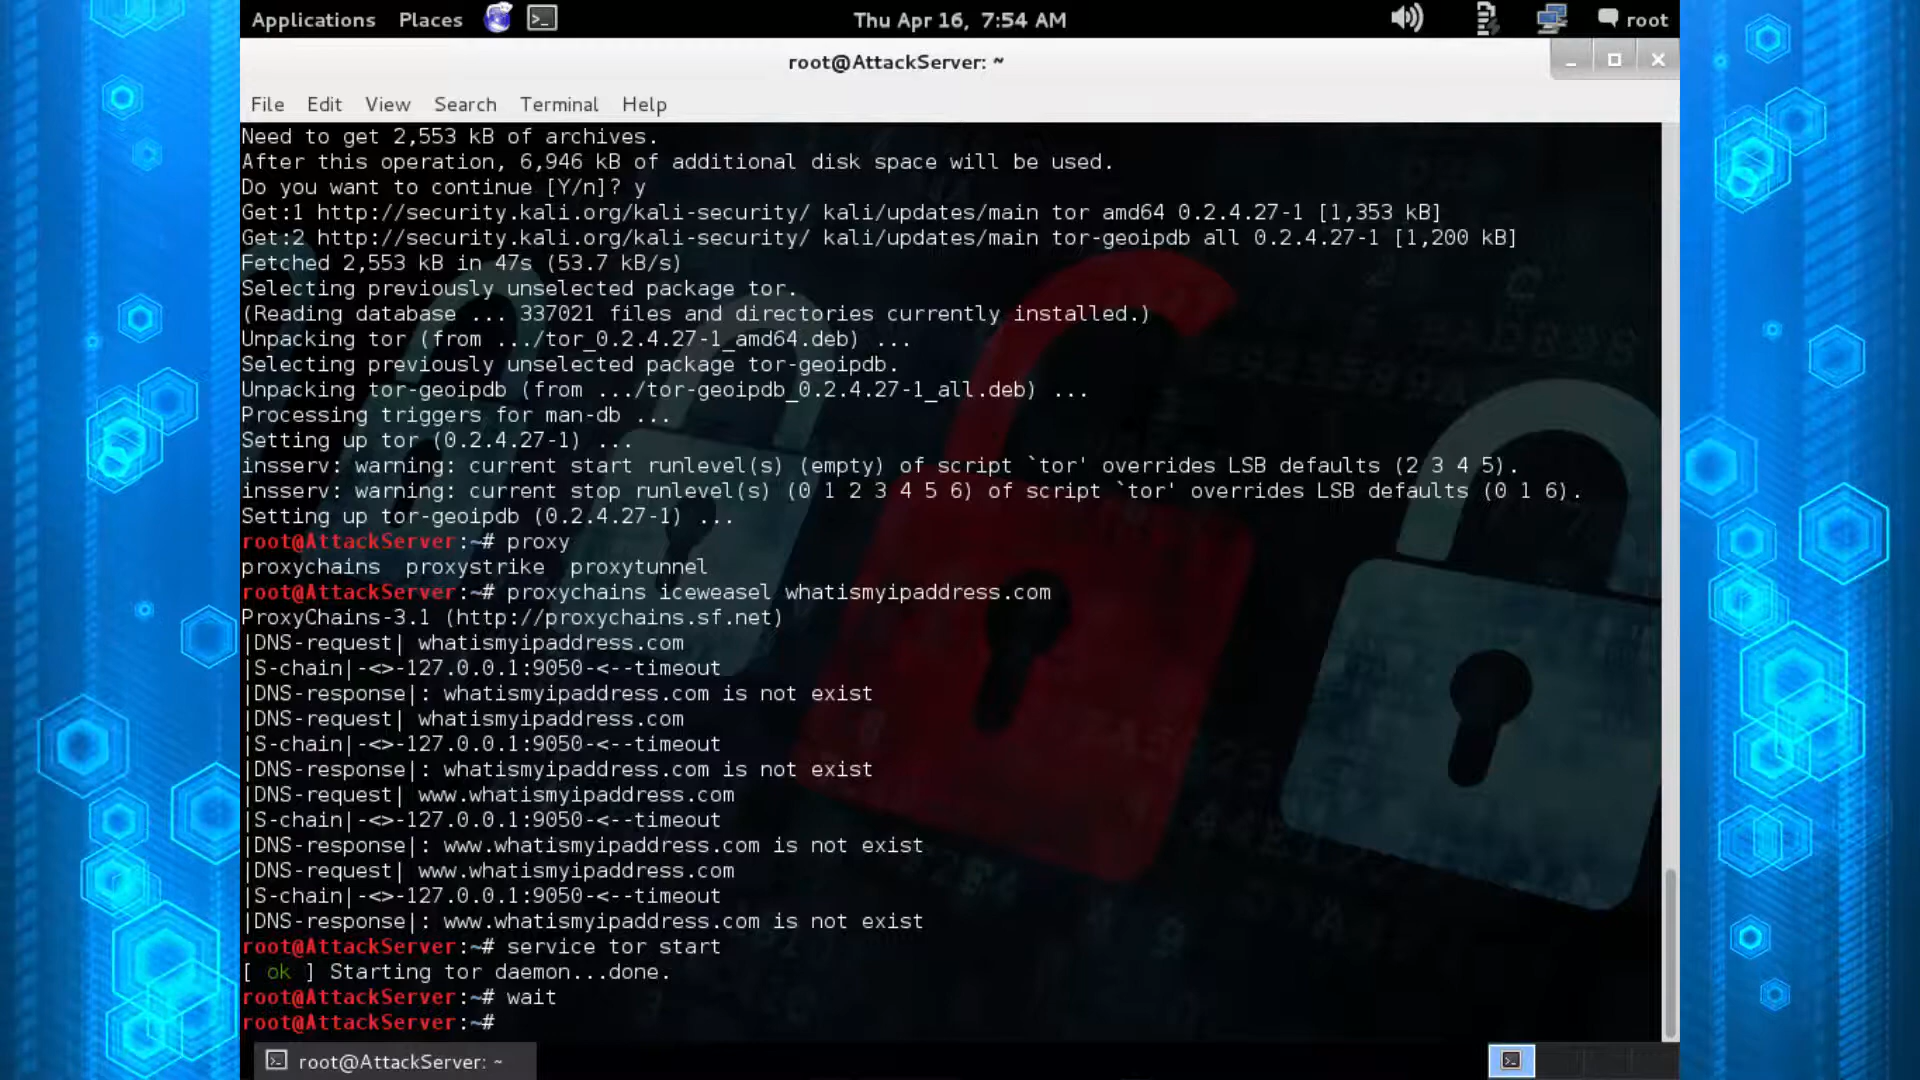 Applications Places Thu Apr 16, 7:54 AM root
root@AttackServer: ~
File Edit View Search Terminal Help
Need to get 2,553 kB of archives.
After this operation, 6,946 kB of additional disk space will be used.
Do you want to continue [Y/n]? y
Get:1 http://security.kali.org/kali-security/ kali/updates/main tor amd64 0.2.4.27-1 [1,353 kB]
Get:2 http://security.kali.org/kali-security/ kali/updates/main tor-geoipdb all 0.2.4.27-1 [1,200 kB]
Fetched 2,553 kB in 47s (53.7 kB/s)
Selecting previously unselected package tor.
(Reading database ... 337021 files and directories currently installed.)
Unpacking tor (from .../tor_0.2.4.27-1_amd64.deb) ...
Selecting previously unselected package tor-geoipdb.
Unpacking tor-geoipdb (from .../tor-geoipdb_0.2.4.27-1_all.deb) ...
Processing triggers for man-db ...
Setting up tor (0.2.4.27-1) ...
insserv: warning: current start runlevel(s) (empty) of script `tor' overrides LSB defaults (2 3 4 5).
insserv: warning: current stop runlevel(s) (0 1 2 3 4 5 6) of script `tor' overrides LSB defaults (0 1 6).
Setting up tor-geoipdb (0.2.4.27-1) ...
root@AttackServer:~# proxy
proxychains proxystrike proxytunnel
root@AttackServer:~# proxychains iceweasel whatismyipaddress.com
ProxyChains-3.1 (http://proxychains.sf.net)
|DNS-request| whatismyipaddress.com
|S-chain|-<>-127.0.0.1:9050-<--timeout
|DNS-response|: whatismyipaddress.com is not exist
|DNS-request| whatismyipaddress.com
|S-chain|-<>-127.0.0.1:9050-<--timeout
|DNS-response|: whatismyipaddress.com is not exist
|DNS-request| www.whatismyipaddress.com
|S-chain|-<>-127.0.0.1:9050-<--timeout
|DNS-response|: www.whatismyipaddress.com is not exist
|DNS-request| www.whatismyipaddress.com
|S-chain|-<>-127.0.0.1:9050-<--timeout
|DNS-response|: www.whatismyipaddress.com is not exist
root@AttackServer:~# service tor start
[ ok ] Starting tor daemon...done.
root@AttackServer:~# wait
root@AttackServer:~#
root@AttackServer: ~